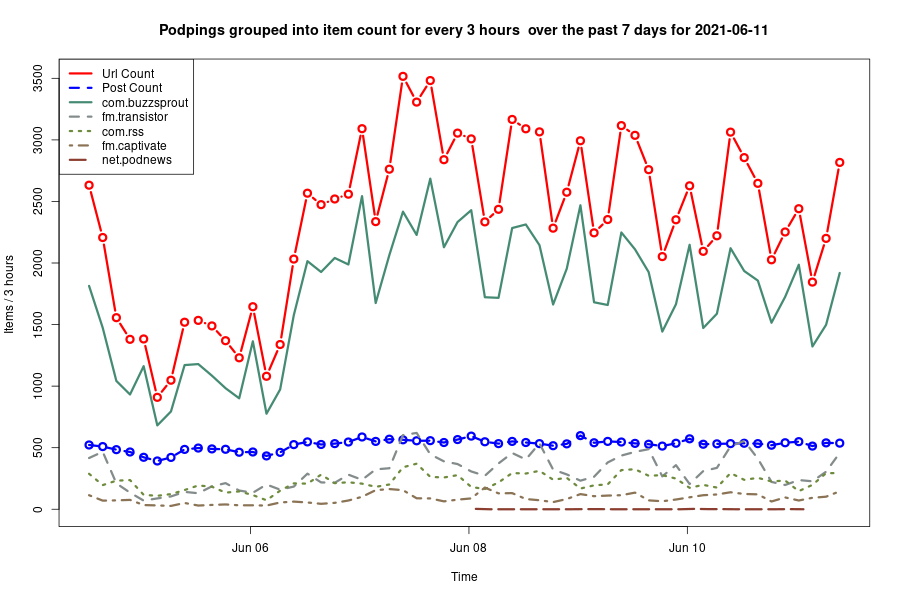 Podpings grouped into item count for every 3 hours  over the past 7 days for 2021-06-11
Url Count
Post Count
com.buzzsprout
fm.transistor
com.rss
fm.captivate
net.podnews
Items / 3 hours
3500
3000
2500
2000
1500
1000
500
0
Jun 06
Jun 08
Jun 10
Time